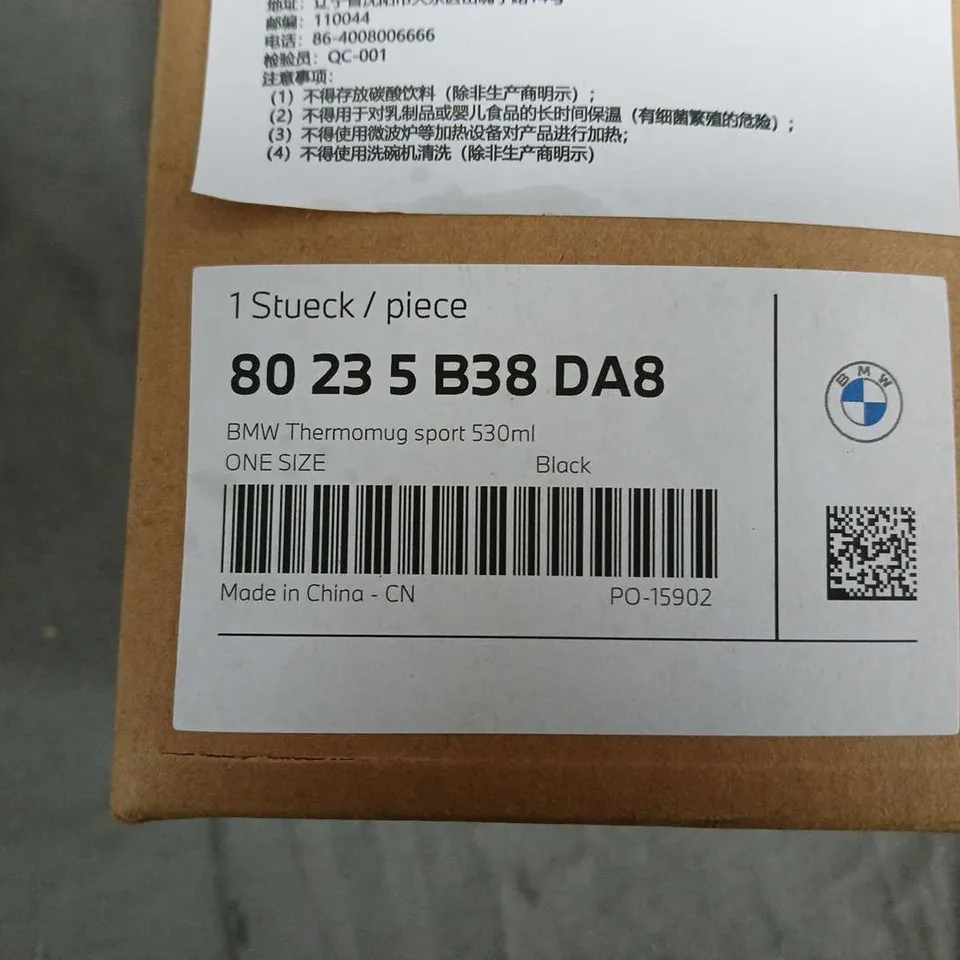 邮编：110044
电话：86-4008006666
检验员：QC-001
注意事项：
(1) 不得存放碳酸饮料（除非生产商明示）;
(2) 不得用于对乳制品或婴儿食品的长时间保温（有细菌繁殖的危险）;
(3) 不得使用微波炉等加热设备对产品进行加热;
(4) 不得使用洗碗机清洗（除非生产商明示）
1 Stueck / piece
80 23 5 B38 DA8
BMW Thermomug sport 530ml
ONE SIZE Black
Made in China - CN PO-15902
BMW